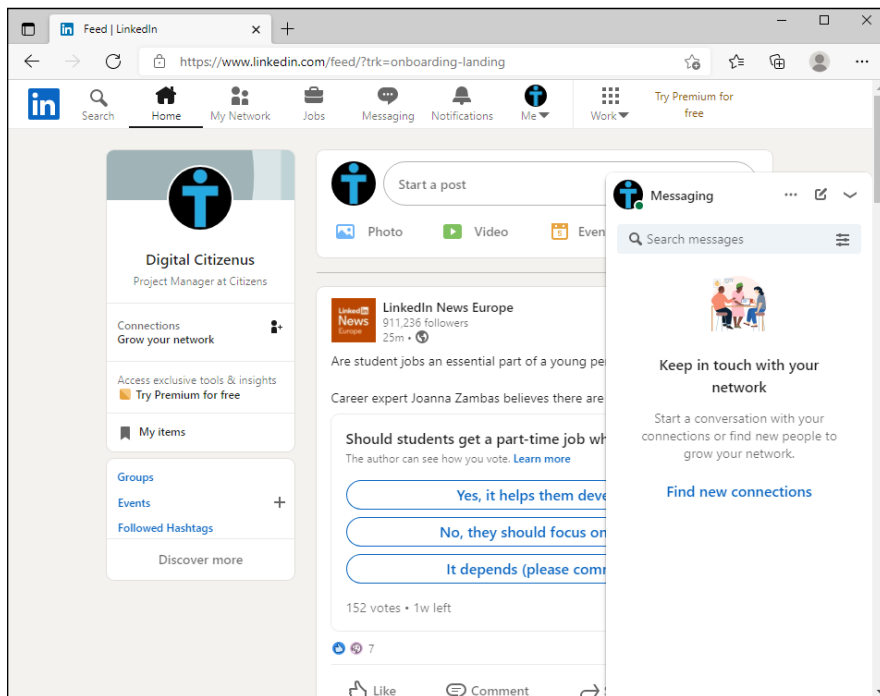 Feed | LinkedIn
https://www.linkedin.com/feed/?trk=onboarding-landing
in
Search
Home
My Network
Jobs
Messaging
Notifications
Me
Work
Try Premium for
free
Digital Citizenus
Project Manager at Citizens
Connections
Grow your network
Access exclusive tools & insights
Try Premium for free
My items
Groups
Events
Followed Hashtags
Discover more
Start a post
Photo
Video
Even
LinkedIn
News
Europe
LinkedIn News Europe
911,236 followers
25m •
Are student jobs an essential part of a young pe
Career expert Joanna Zambas believes there are
Should students get a part-time job wh
The author can see how you vote. Learn more
Yes, it helps them deve
No, they should focus on
It depends (please comm
152 votes • 1w left
7
Like
Comment
Messaging
Search messages
Keep in touch with your
network
Start a conversation with your
connections or find new people to
grow your network.
Find new connections